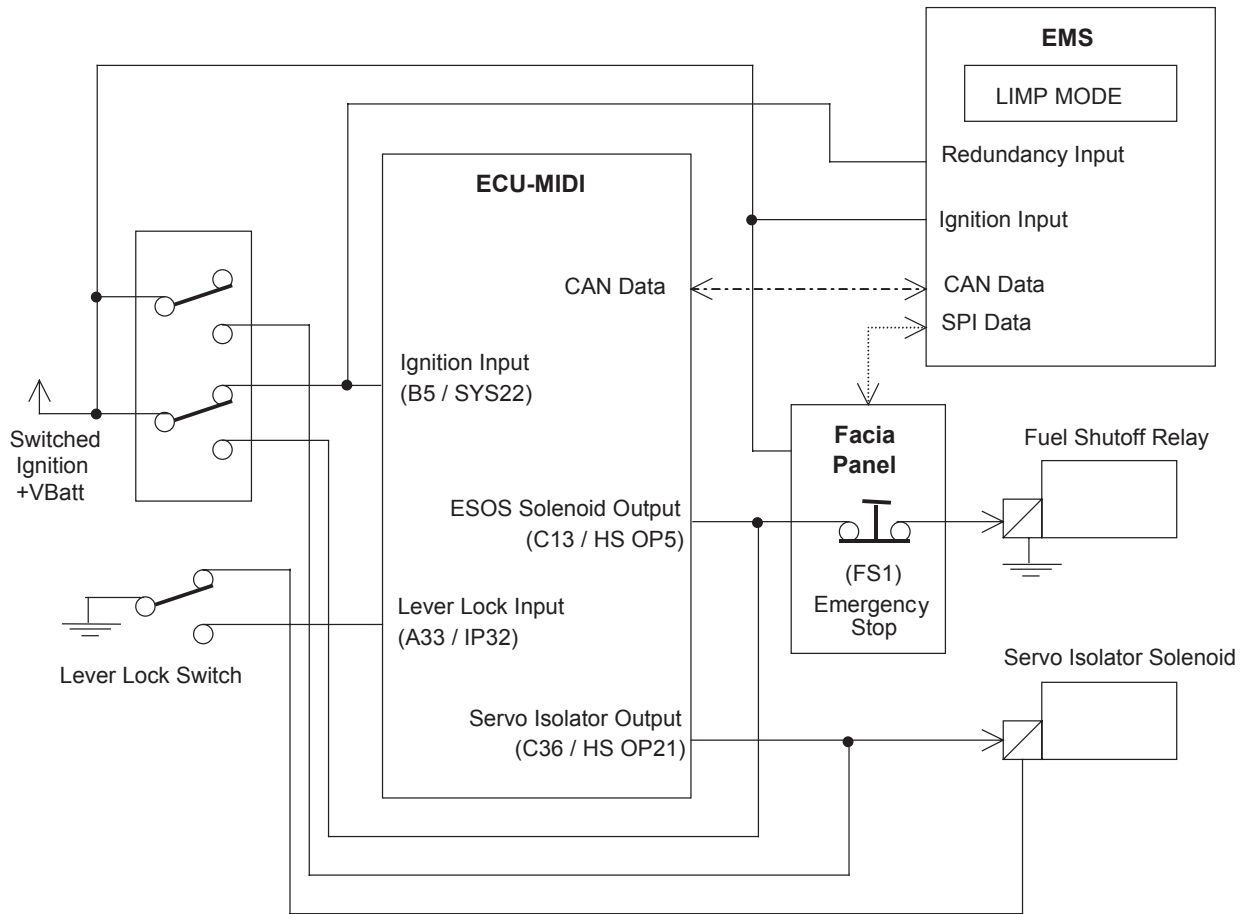 EMS
LIMP MODE
Redundancy Input
Ignition Input
CAN Data
SPI Data
ECU-MIDI
CAN Data
Ignition Input
(B5 / SYS22)
ESOS Solenoid Output
(C13 / HS OP5)
Lever Lock Input
(A33 / IP32)
Servo Isolator Output
(C36 / HS OP21)
Switched
Ignition
+VBatt
Lever Lock Switch
Facia
Panel
(FS1)
Emergency
Stop
Fuel Shutoff Relay
Servo Isolator Solenoid